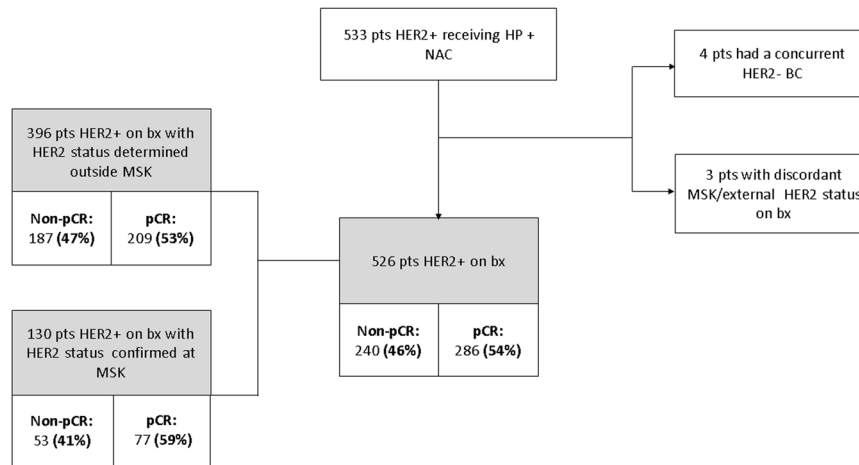 533 pts HER2+ receiving HP +
NAC
4 pts had a concurrent
HER2- BC
396 pts HER2+ on bx with
HER2 status determined
outside MSK
Non-pCR:
187 (47%)
pCR:
209 (53%)
3 pts with discordant
MSK/external HER2 status
on bx
526 pts HER2+ on bx
Non-pCR:
240 (46%)
pCR:
286 (54%)
130 pts HER2+ on bx with
HER2 status confirmed at
MSK
Non-pCR:
53 (41%)
pCR:
77 (59%)